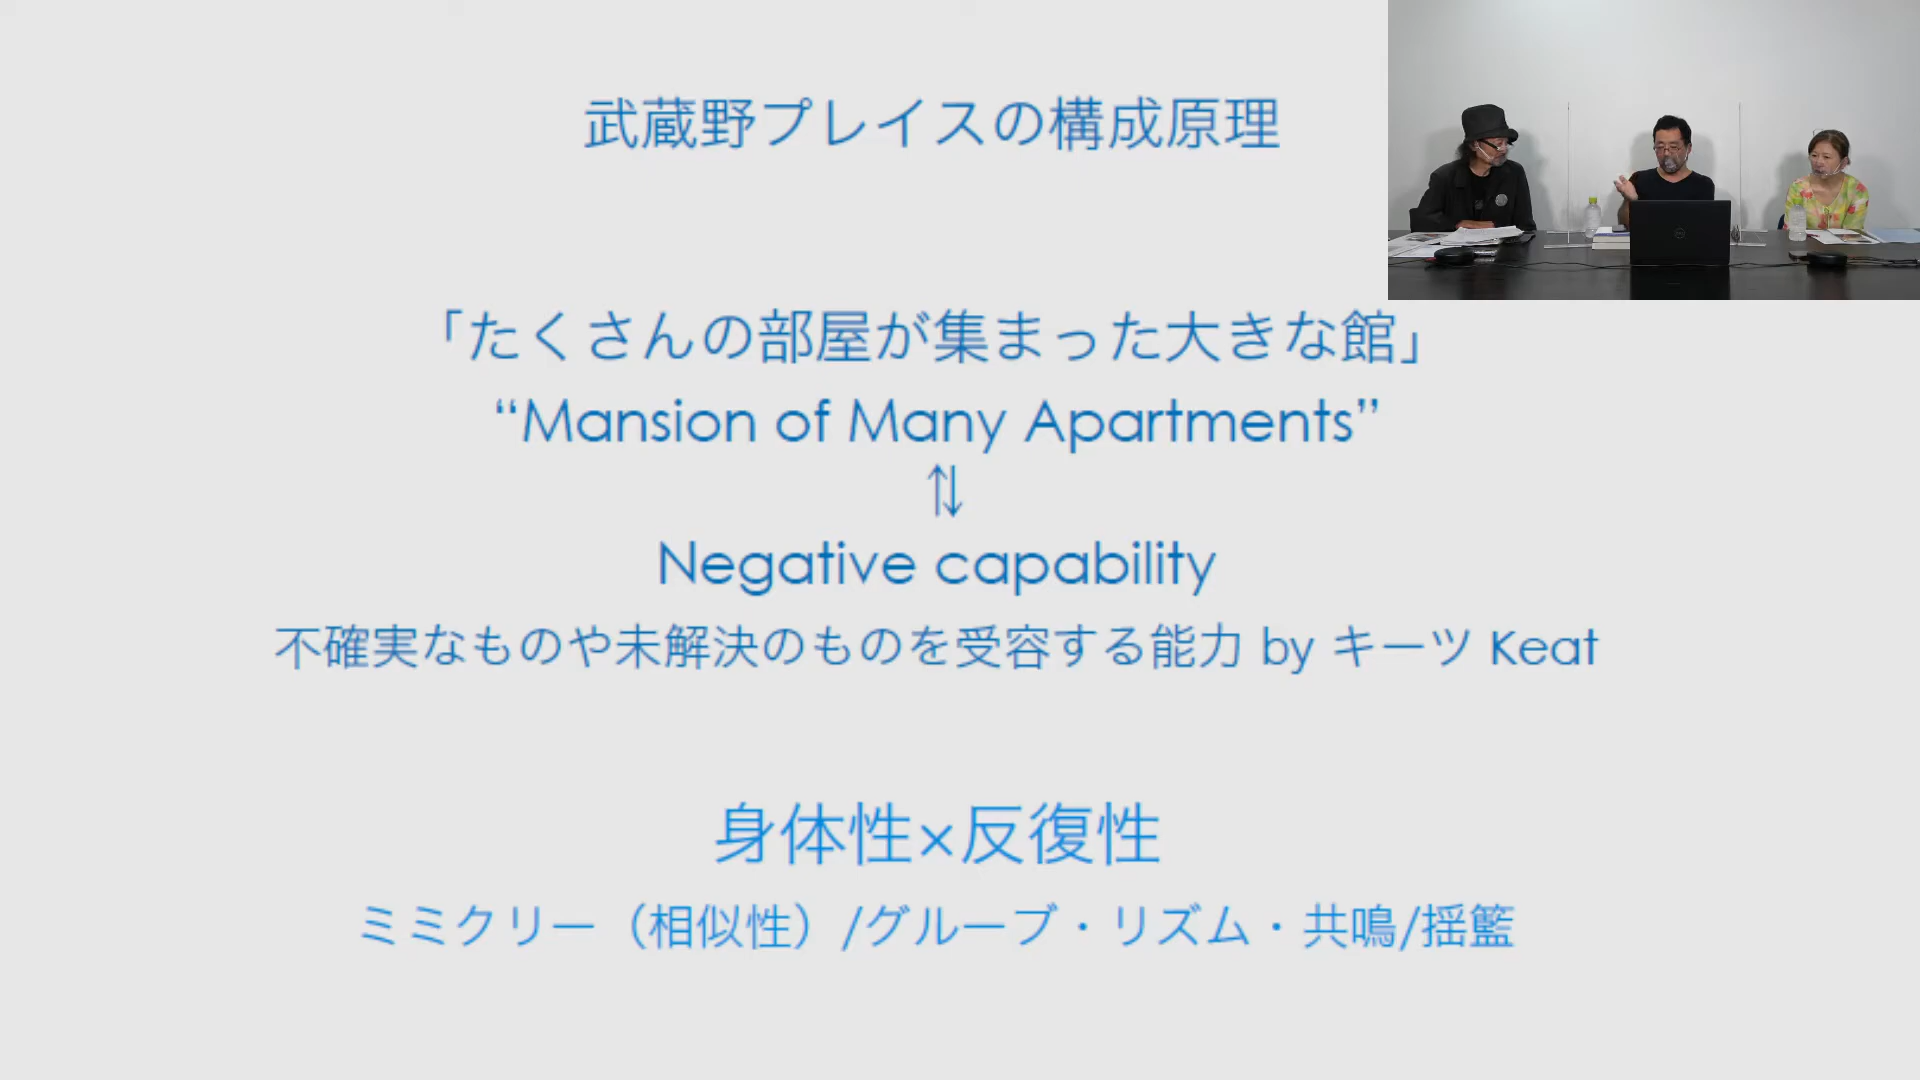 武蔵野プレイスの構成原理
「たくさんの部屋が集まった大きな館」
“Mansion of Many Apartments”
⇅
Negative capability
不確実なものや未解決のものを受容する能力 by キーツ Keat
身体性×反復性
ミミクリー（相似性）/グルーブ・リズム・共鳴/揺籃